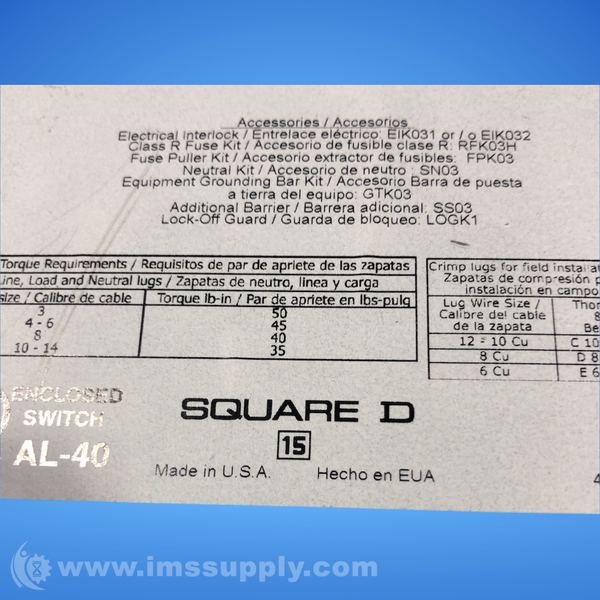 Accessories / Accesorios
Electrical Interlock / Entrelace eléctrico: EIK031 or / o EIK032
Class R Fuse Kit / Accesorio de fusible clase R: RFK03H
Fuse Puller Kit / Accesorio extractor de fusibles: FPK03
Neutral Kit / Accesorio de neutro : SN03
Equipment Grounding Bar Kit / Accesorio Barra de puesta
a tierra del equipo: GTK03
Additional Barrier / Barrera adicional: SS03
Lock-Off Guard / Guarda de bloqueo: LOGK1
Torque Requirements / Requisitos de par de apriete de las zapatas
Line, Load and Neutral lugs / Zapatas de neutro, linea y carga
size / Calibre de cable Torque lb-in / Par de apriete en lbs-pulg
3 50
4 - 6 45
8 40
10 - 14 35
Crimp lugs for field
Zapatas de compresión
instalación en campo
Lug Wire Size /
Calibre del cable
de la zapata
12 - 10 Cu C 10
8 Cu D 8
6 Cu E 6
ENCLOSED
SWITCH
AL-40
SQUARE D
15
Made in U.S.A. Hecho en EUA
4
www.imssupply.com